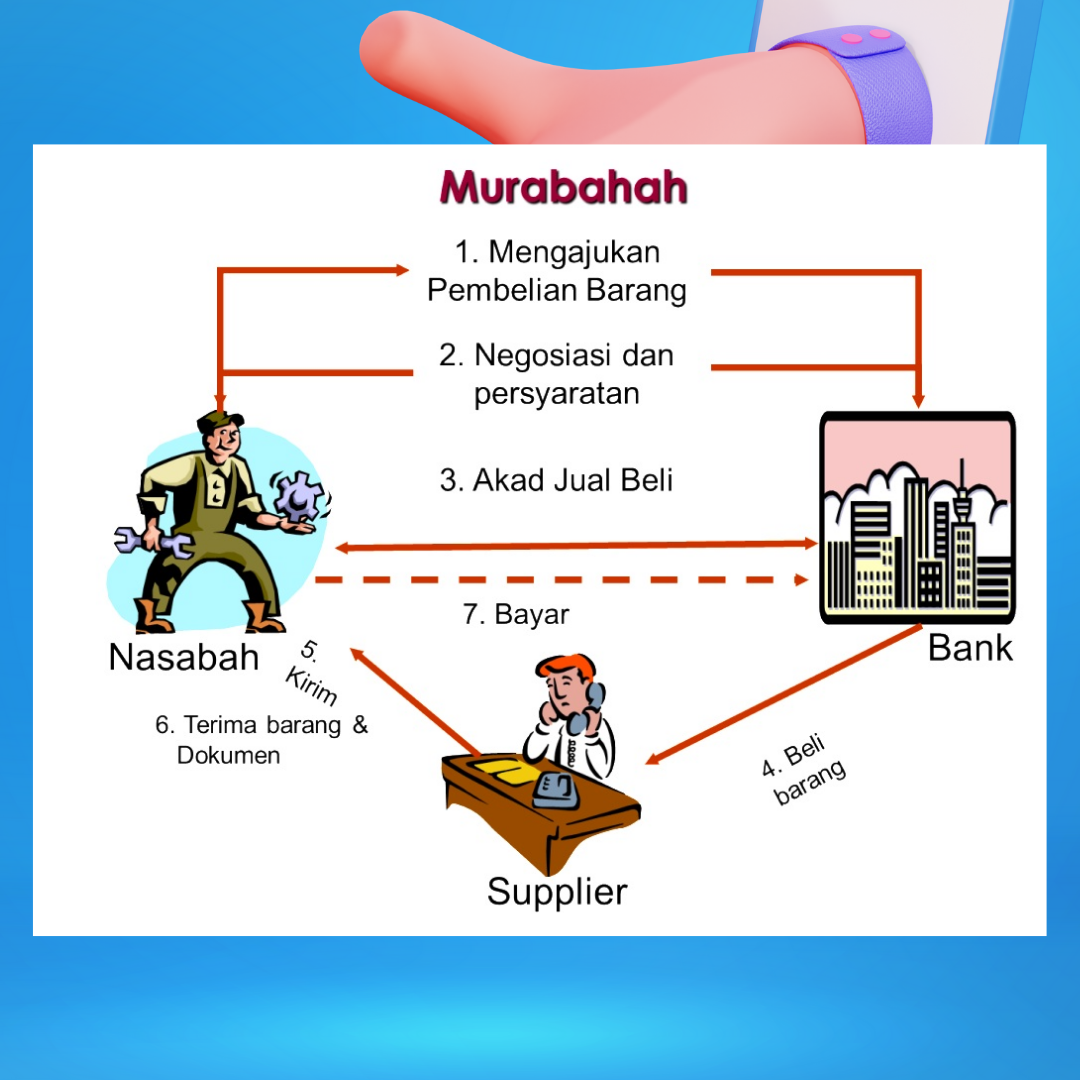 Murabahah
1. Mengajukan
Pembelian Barang
2. Negosiasi dan
persyaratan
3. Akad Jual Beli
7. Bayar
Nasabah
Bank
5.
Kirim
6. Terima barang &
Dokumen
4. Beli
barang
Supplier